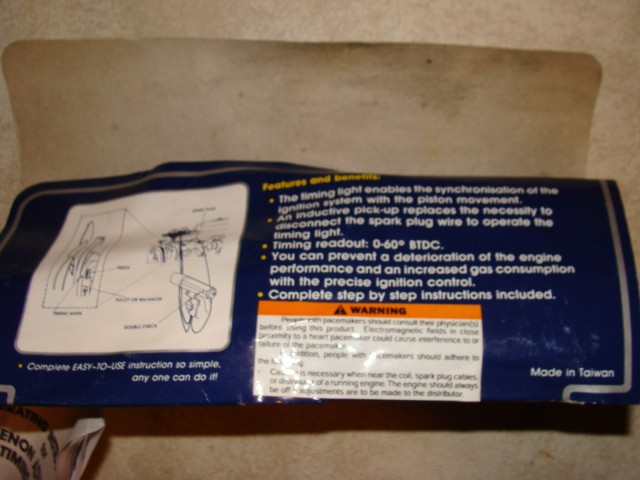 Features and benefits:
• The timing light enables the synchronisation of the
ignition system with the piston movement.
• An inductive pick-up replaces the necessity to
disconnect the spark plug wire to operate the
timing light.
• Timing readout: 0-60° BTDC.
• You can prevent a deterioration of the engine
performance and an increased gas consumption
with the precise ignition control.
• Complete step by step instructions included.
WARNING
People with pacemakers should consult their physician(s)
before using this product. Electromagnetic fields in close
proximity to a heart pacemaker could cause interference to or
failure of the pacemaker.
In addition, people with pacemakers should adhere to
the
Caution is necessary when near the coil, spark plug cables,
or distributor of a running engine. The engine should always
be off if adjustments are to be made to the distributor.
PULLEY OR BALANCER
DOUBLE CHECK
• Complete EASY-TO-USE instruction so simple,
any one can do it!
Made in Taiwan
ENON
TIMI